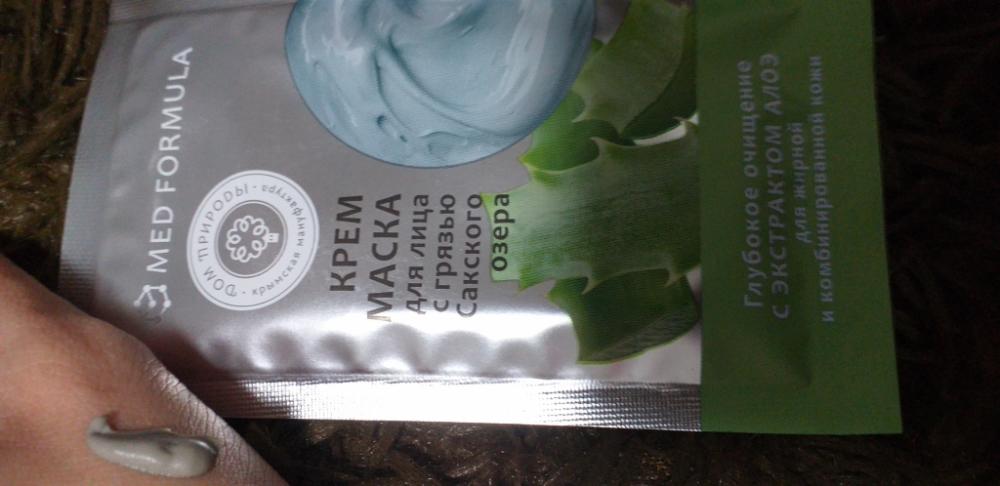 MED FORMULA
ДОМ ПРИРОДЫ
крымская мануфактура
КРЕМ
МАСКА
для лица
с грязью
Сакского
озера
Глубокое очищение
С ЭКСТРАКТОМ АЛОЭ
для жирной
и комбинированной кожи